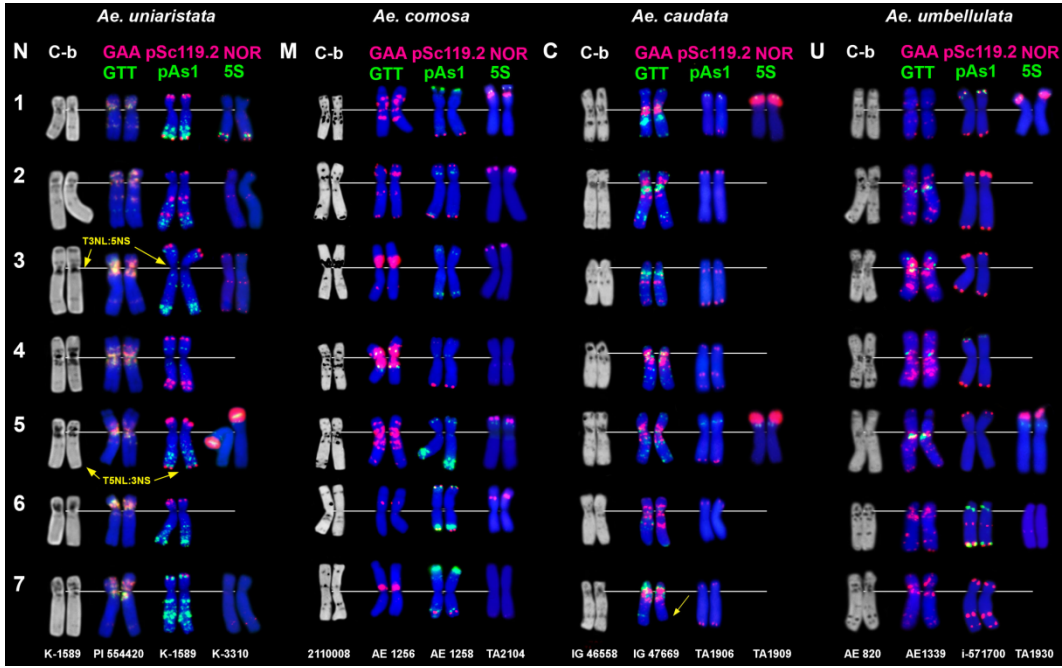 Ae. uniaristata Ae. comosa Ae. caudata Ae. umbellulata
N C-b GAA pSc119.2 NOR M C-b GAA pSc119.2 NOR C C-b GAA pSc119.2 NOR U C-b GAA pSc119.2 NOR
GTT pAs1 5S GTT pAs1 5S GTT pAs1 5S GTT pAs1 5S
1
2
T3NL:5NS
3
4
5
T5NL:3NS
6
7
K-1589 PI 554420 K-1589 K-3310 2110008 AE 1256 AE 1258 TA2104 IG 46558 IG 47669 TA1906 TA1909 AE 820 AE1339 i-571700 TA1930